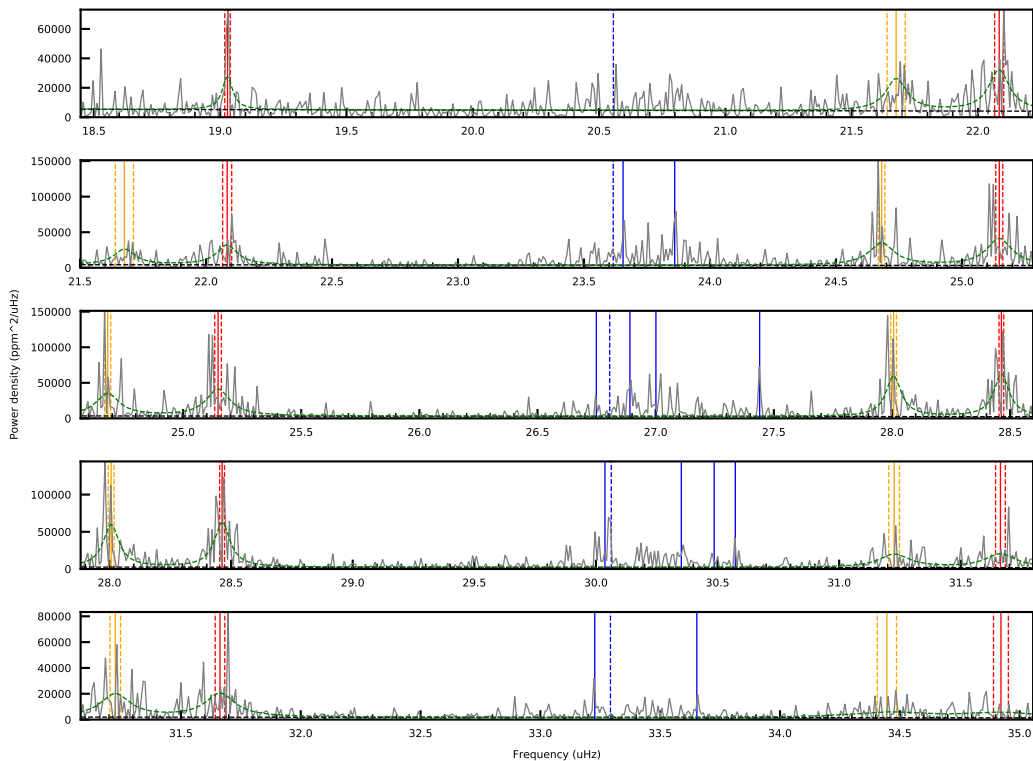 60000
40000
20000
0
18.5 19.0 19.5 20.0 20.5 21.0 21.5 22.0
150000
100000
50000
0
21.5 22.0 22.5 23.0 23.5 24.0 24.5 25.0
150000
100000
50000
0
25.0 25.5 26.0 26.5 27.0 27.5 28.0 28.5
Power density (ppm^2/uHz)
100000
50000
0
28.0 28.5 29.0 29.5 30.0 30.5 31.0 31.5
80000
60000
40000
20000
0
31.5 32.0 32.5 33.0 33.5 34.0 34.5 35.0
Frequency (uHz)